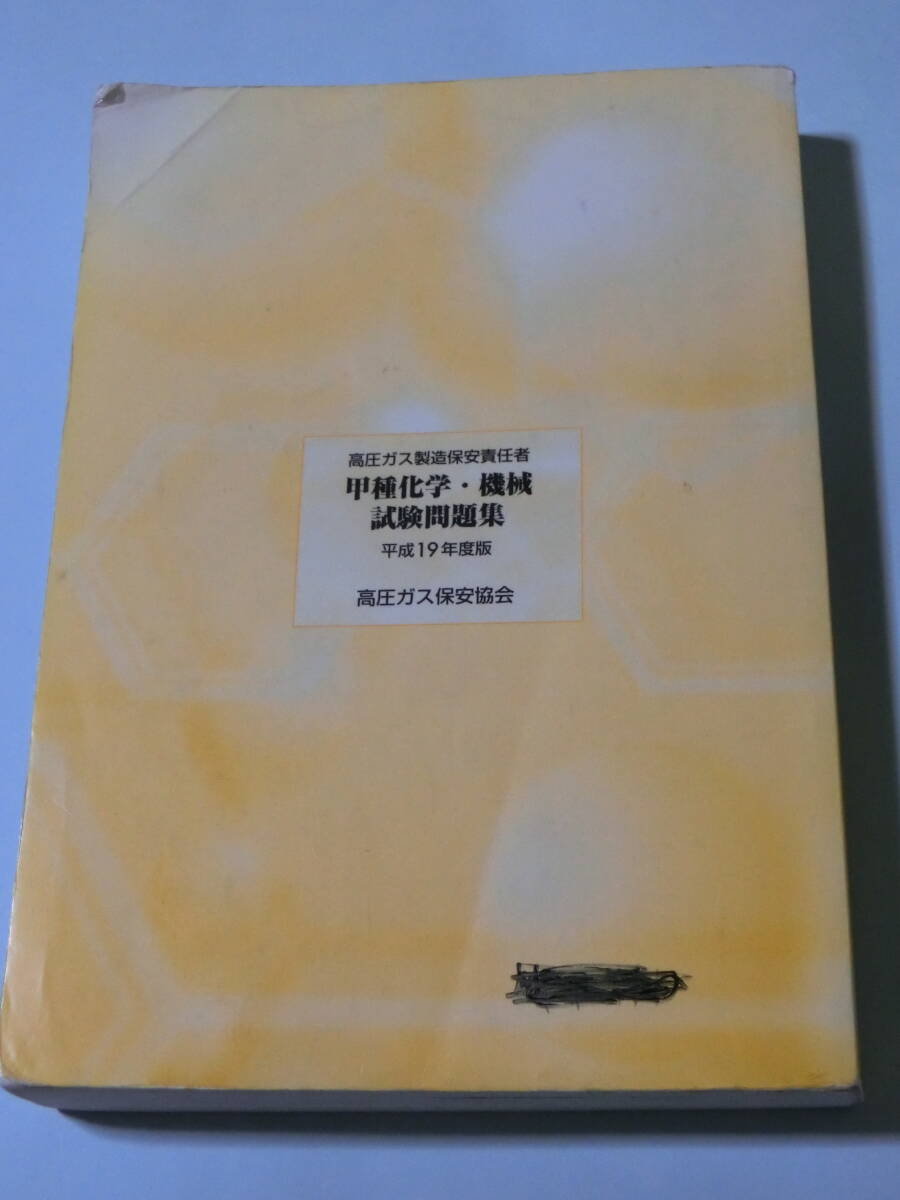 高圧ガス製造保安責任者
甲種化学・機械
試験問題集
平成19年度版
高圧ガス保安協会